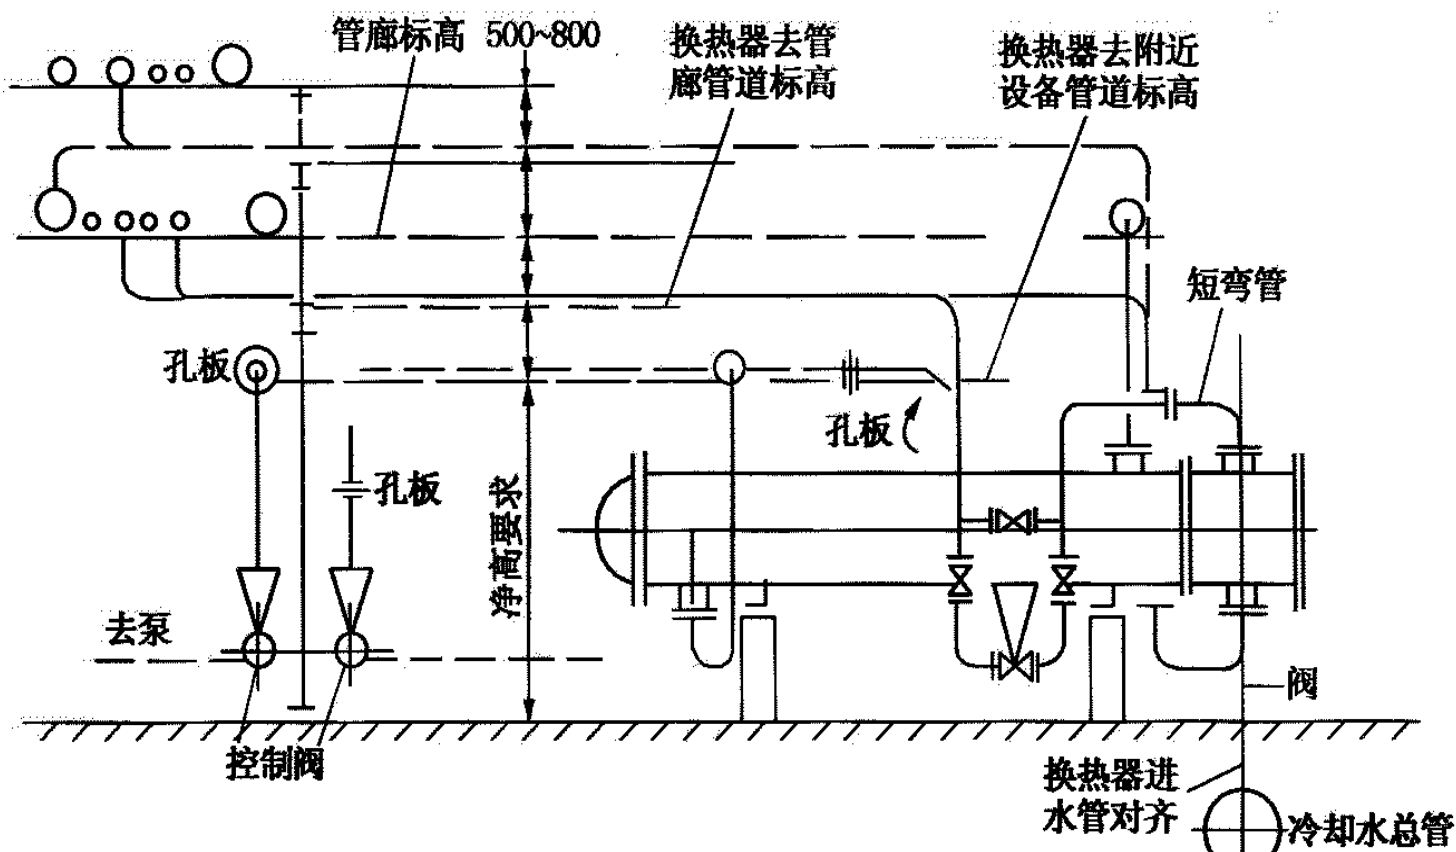 管廊标高 500~800
换热器去管
廊管道标高
换热器去附近
设备管道标高
短弯管
孔板
孔板
孔板
净高要求
去泵
控制阀
阀
换热器进
水管对齐
冷却水总管